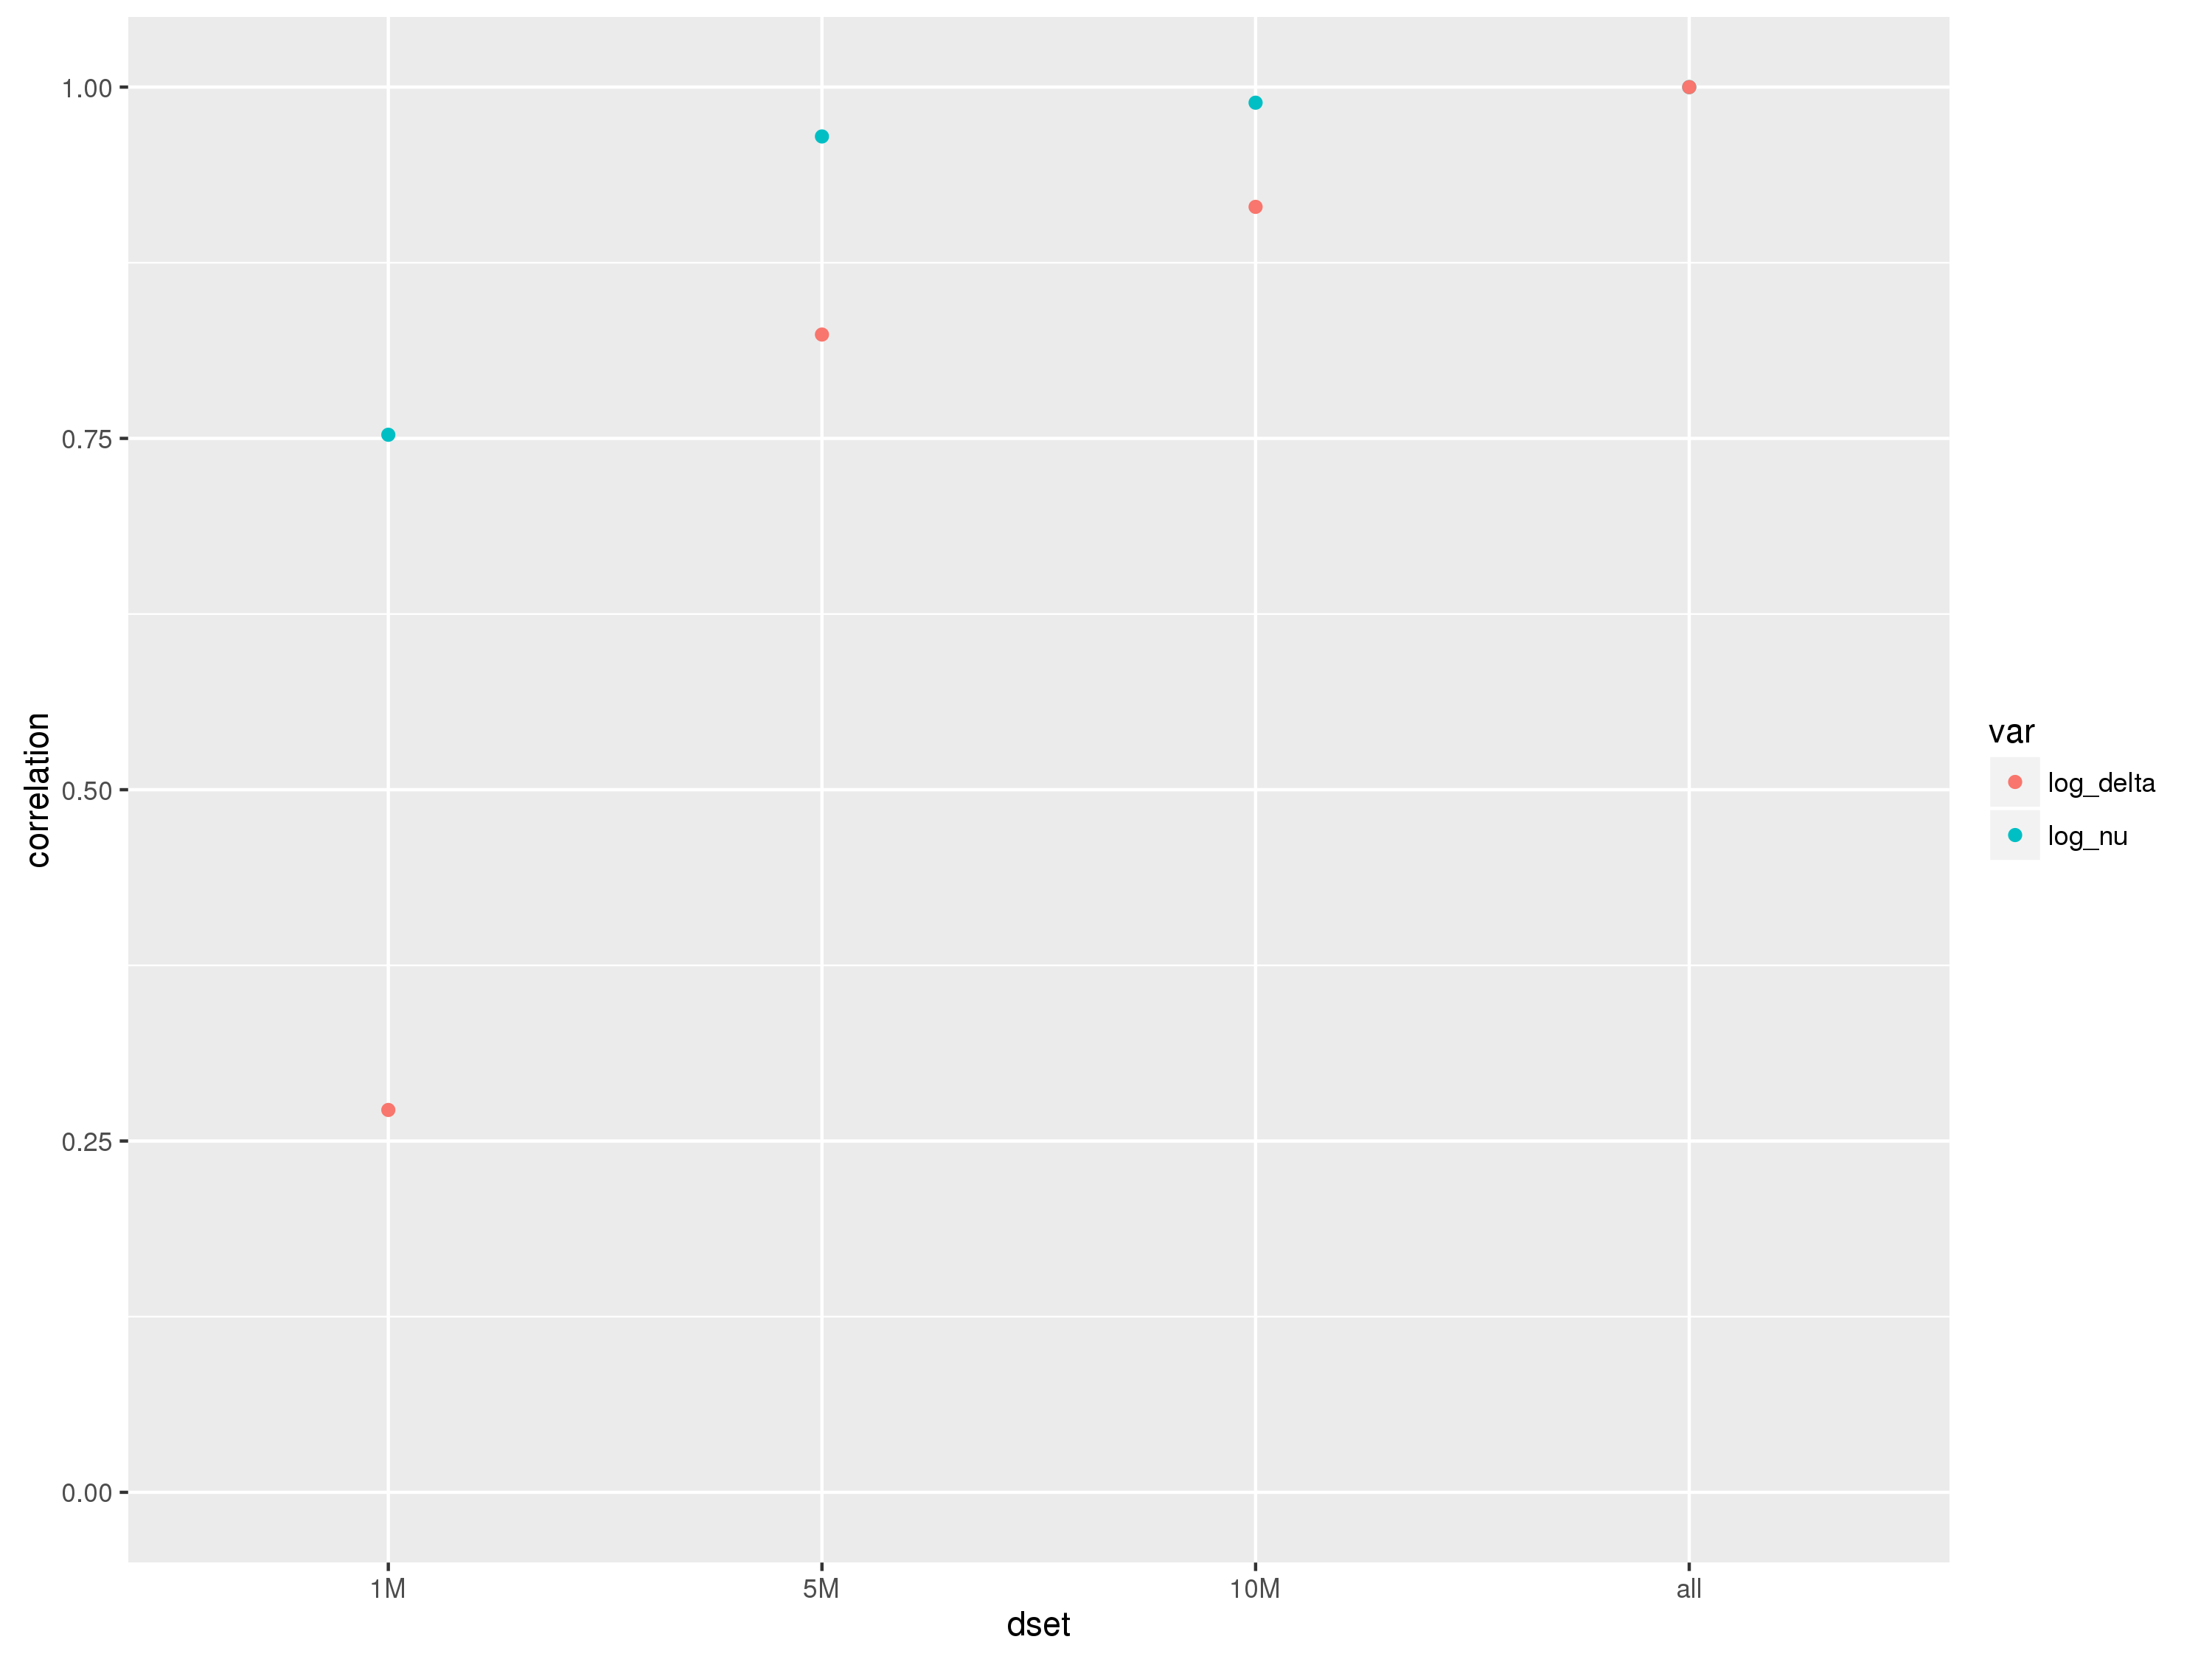 1.00
0.75
0.50
0.25
0.00
correlation
1M
5M
10M
all
dset
var
log_delta
log_nu